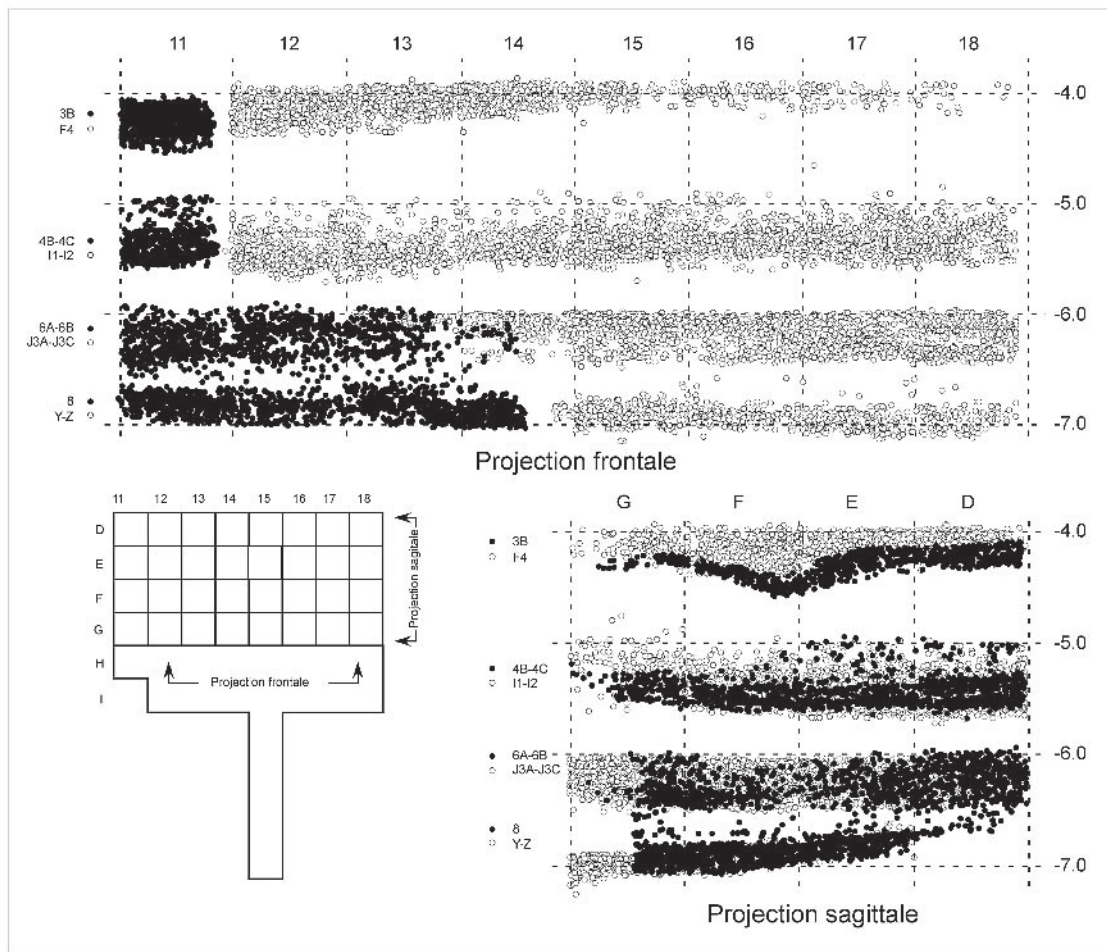 11 12 13 14 15 16 17 18
-4.0
3B
F4
-5.0
4B-4C
I1-I2
-6.0
6A-6B
J3A-J3C
8
Y-Z
-7.0
Projection frontale
11 12 13 14 15 16 17 18
D
E
F
G
H
I
Projection sagitale
Projection frontale
G F E D
-4.0
3B
F4
-5.0
4B-4C
I1-I2
-6.0
6A-6B
J3A-J3C
8
Y-Z
-7.0
Projection sagittale